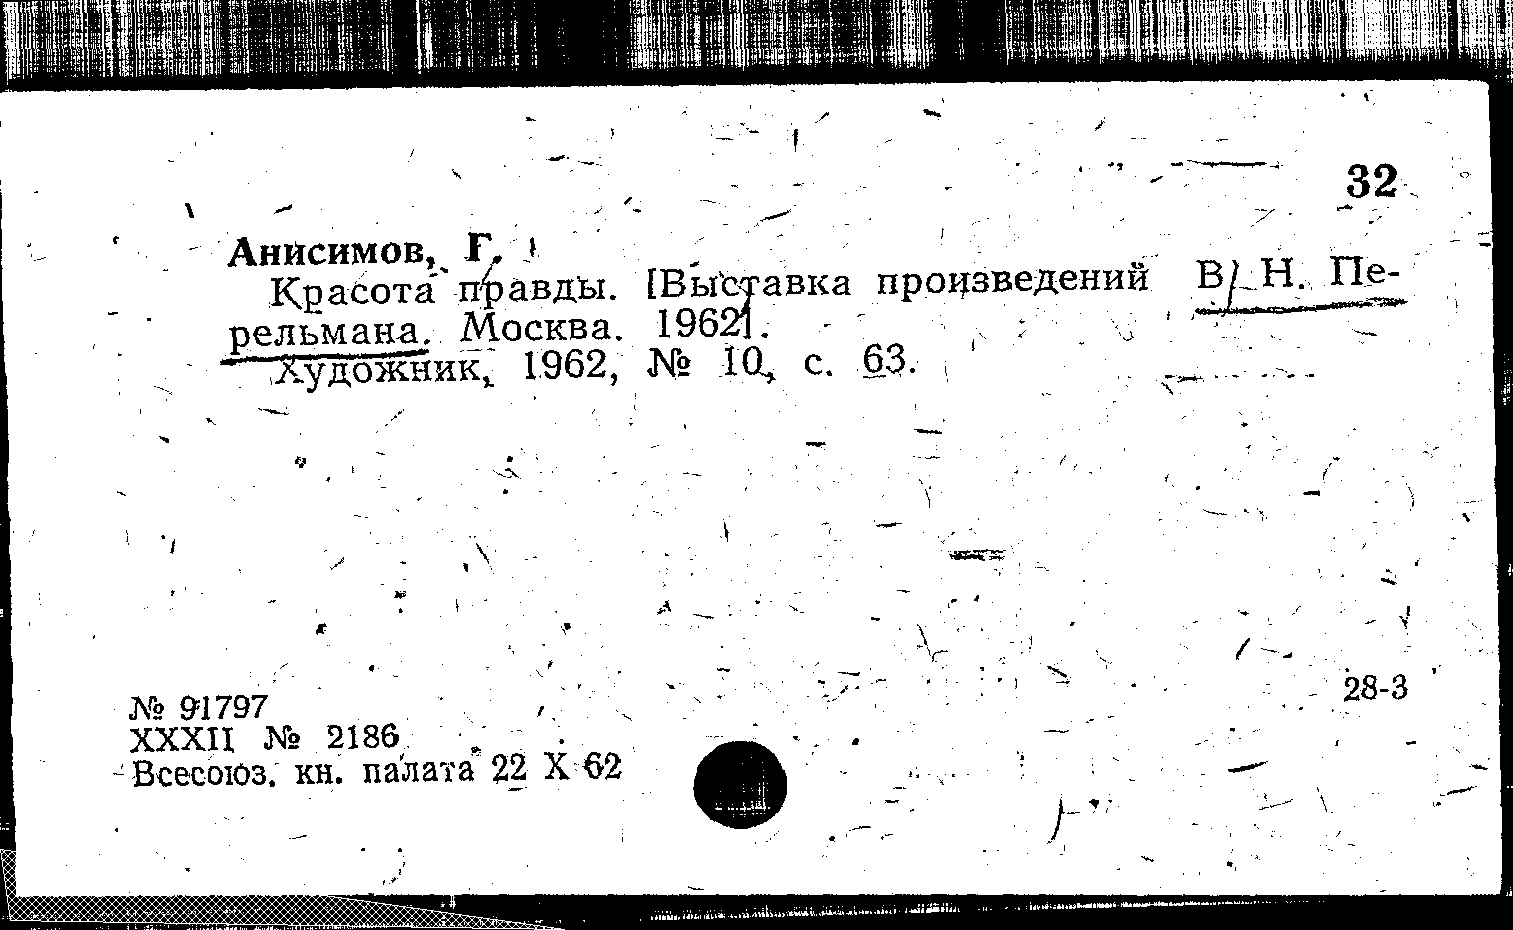 32
Анисимов, Г.
Красота правды. [Выставка произведений В. Н. Пе-
рельмана. Москва. 1962].
Художник, 1962, № 10, с. 63.
28-3
№ 91797
XXXII № 2186
Всесоюз. кн. палата 22 X 62